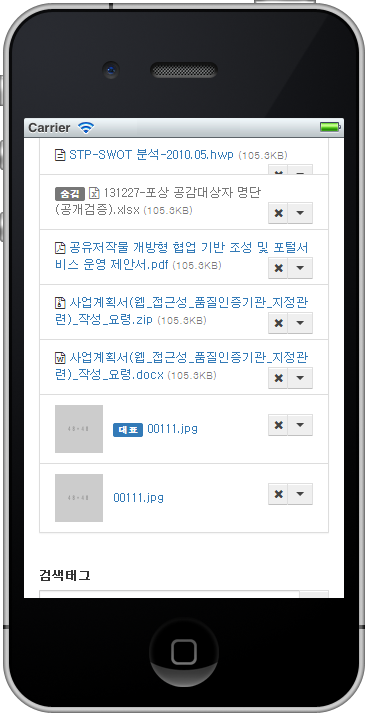 Carrier
STP-SWOT 분석-2010.05.hwp (105.3KB)
숨김 131227-포상 공감대상자 명단
(공개검증).xlsx (105.3KB)
공유저작물 개방형 협업 기반 조성 및 포털서
비스 운영 제안서.pdf (105.3KB)
사업계획서(웹_접근성_품질인증기관_지정관
련)_작성_요령.zip (105.3KB)
사업계획서(웹_접근성_품질인증기관_지정관
련)_작성_요령.docx (105.3KB)
대표 00111.jpg
00111.jpg
검색태그